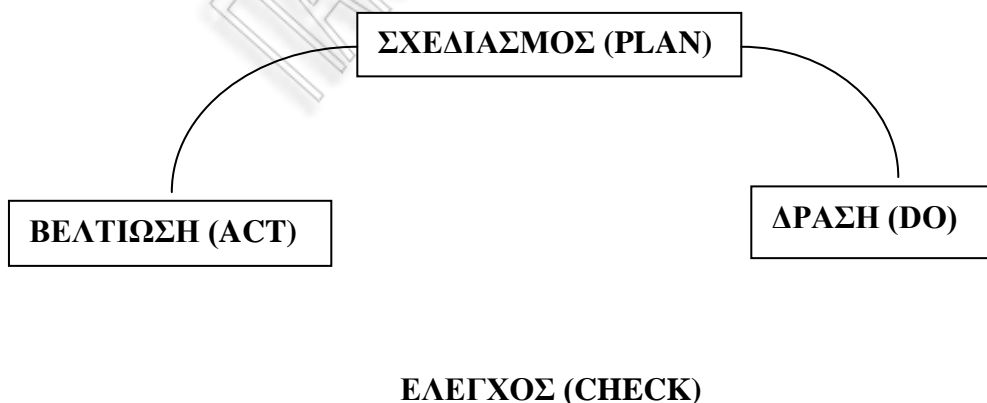 ΣΧΕΔΙΑΣΜΟΣ (PLAN)
ΒΕΛΤΙΩΣΗ (ACT)
ΔΡΑΣΗ (DO)
ΕΛΕΓΧΟΣ (CHECK)